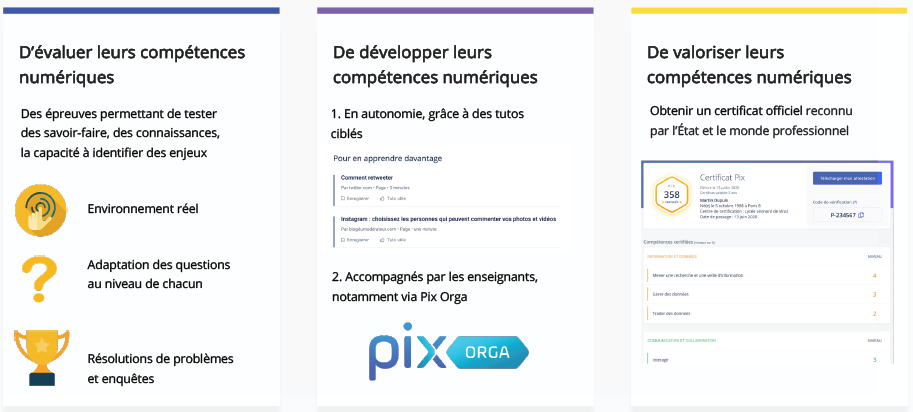 D'évaluer leurs compétences
numériques
Des épreuves permettant de tester
des savoir-faire, des connaissances,
la capacité à identifier des enjeux
Environnement réel
Adaptation des questions
au niveau de chacun
Résolutions de problèmes
et enquêtes
De développer leurs
compétences numériques
1. En autonomie, grâce à des tutos
ciblés
Pour en apprendre davantage
Comment retweeter
Par twitter.com • Page • 3 minutes
Enregistrer Tuto utile
Instagram : choisissez les personnes qui peuvent commenter vos photos et vidéos
Par blogdumoderateur.com • Page • une minute
Enregistrer Tuto utile
2. Accompagnés par les enseignants,
notamment via Pix Orga
pix ORGA
De valoriser leurs
compétences numériques
Obtenir un certificat officiel reconnu
par l'État et le monde professionnel
PIX
358
Certificat Pix
Délivré le 15 juillet 2020
Martin Dupuis
Né(e) le 5 octobre 1986 à Paris 8
Centre de certification : Lycée Léonard de Vinci
Date de passage : 13 juin 2020
Télécharger mon attestation
Code de vérification
P-234567
Compétences certifiées
INFORMATION ET DONNÉES NIVEAU
Mener une recherche et une veille d'information 4
Gérer des données 3
Traiter des données 2
COMMUNICATION ET COLLABORATION NIVEAU
Interagir 3